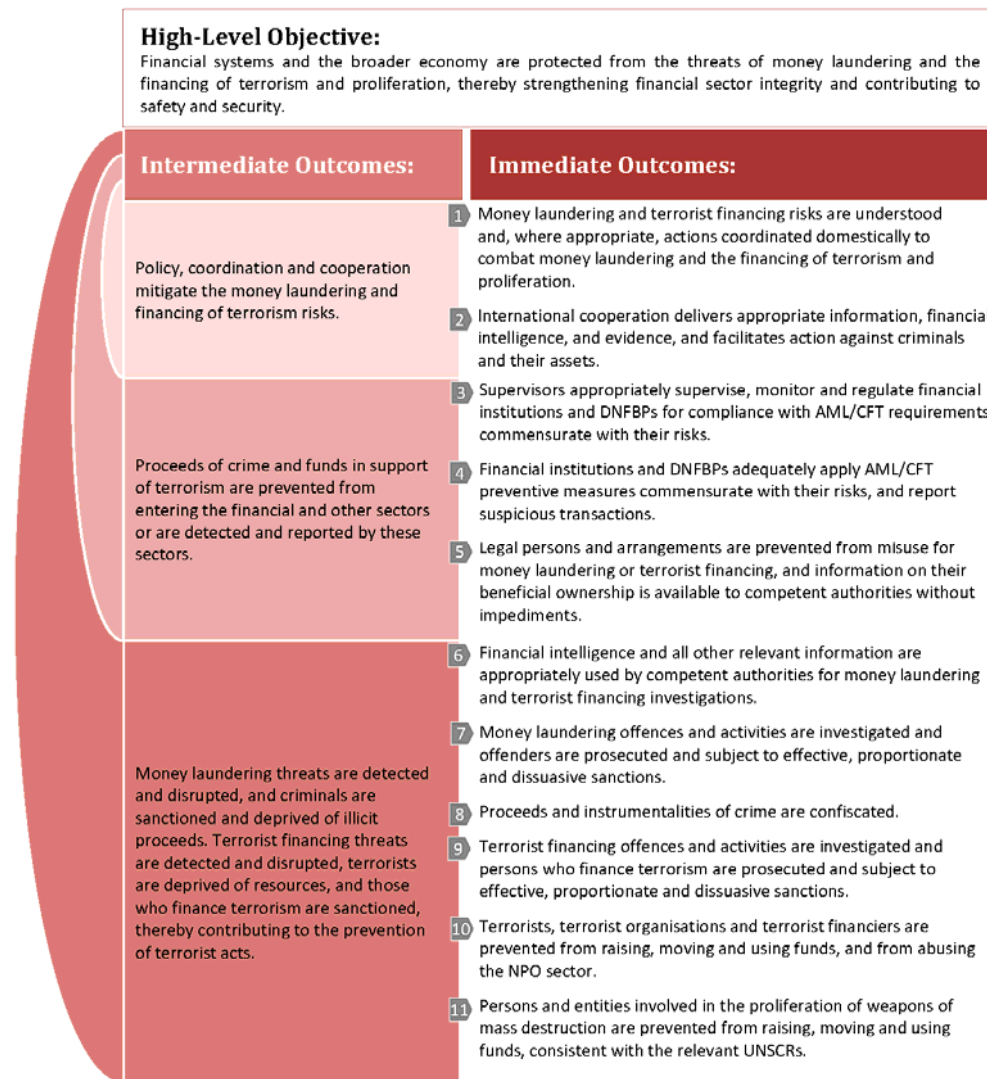 High-Level Objective:
Financial systems and the broader economy are protected from the threats of money laundering and the
financing of terrorism and proliferation, thereby strengthening financial sector integrity and contributing to
safety and security.
Intermediate Outcomes:
Immediate Outcomes:
Policy, coordination and cooperation
mitigate the money laundering and
financing of terrorism risks.
1 Money laundering and terrorist financing risks are understood
and, where appropriate, actions coordinated domestically to
combat money laundering and the financing of terrorism and
proliferation.
2 International cooperation delivers appropriate information, financial
intelligence, and evidence, and facilitates action against criminals
and their assets.
Proceeds of crime and funds in support
of terrorism are prevented from
entering the financial and other sectors
or are detected and reported by these
sectors.
3 Supervisors appropriately supervise, monitor and regulate financial
institutions and DNFBPs for compliance with AML/CFT requirements
commensurate with their risks.
4 Financial institutions and DNFBPs adequately apply AML/CFT
preventive measures commensurate with their risks, and report
suspicious transactions.
5 Legal persons and arrangements are prevented from misuse for
money laundering or terrorist financing, and information on their
beneficial ownership is available to competent authorities without
impediments.
Money laundering threats are detected
and disrupted, and criminals are
sanctioned and deprived of illicit
proceeds. Terrorist financing threats
are detected and disrupted, terrorists
are deprived of resources, and those
who finance terrorism are sanctioned,
thereby contributing to the prevention
of terrorist acts.
6 Financial intelligence and all other relevant information are
appropriately used by competent authorities for money laundering
and terrorist financing investigations.
7 Money laundering offences and activities are investigated and
offenders are prosecuted and subject to effective, proportionate
and dissuasive sanctions.
8 Proceeds and instrumentalities of crime are confiscated.
9 Terrorist financing offences and activities are investigated and
persons who finance terrorism are prosecuted and subject to
effective, proportionate and dissuasive sanctions.
10 Terrorists, terrorist organisations and terrorist financiers are
prevented from raising, moving and using funds, and from abusing
the NPO sector.
11 Persons and entities involved in the proliferation of weapons of
mass destruction are prevented from raising, moving and using
funds, consistent with the relevant UNSCRs.